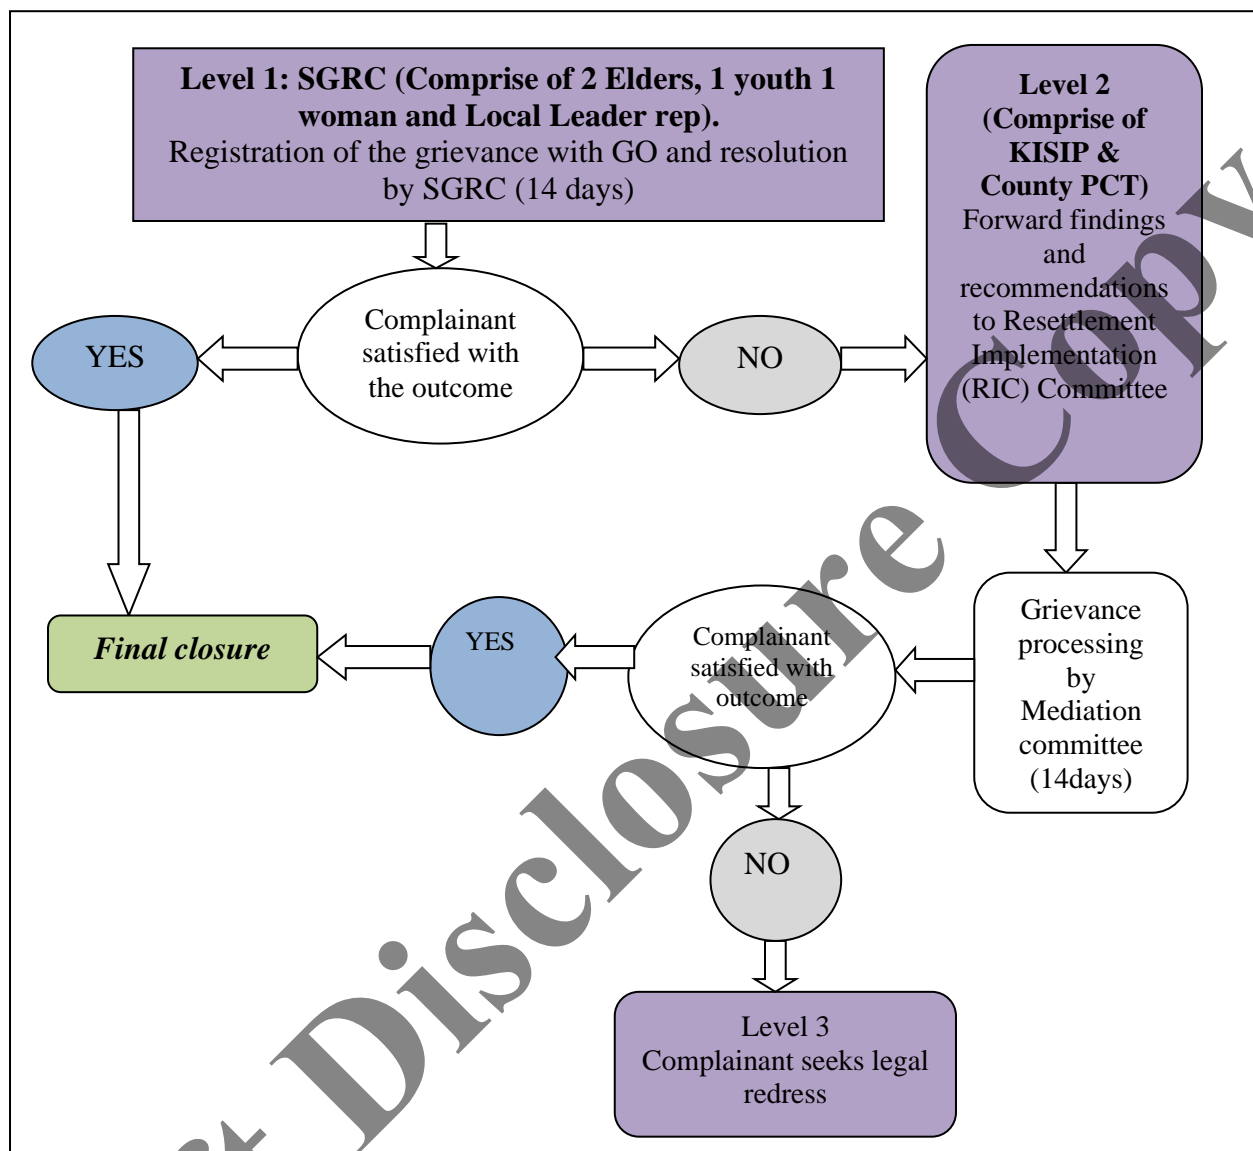 Level 1: SGRC (Comprise of 2 Elders, 1 youth 1
woman and Local Leader rep).
Registration of the grievance with GO and resolution
by SGRC (14 days)
Level 2
(Comprise of
KISIP &
County PCT)
Forward findings
and
recommendations
to Resettlement
Implementation
(RIC) Committee
Complainant
satisfied with
the outcome
YES
NO
Final closure
YES
Complainant
satisfied with
outcome
Grievance
processing
by
Mediation
committee
(14days)
NO
Level 3
Complainant seeks legal
redress
Disclosure Copy